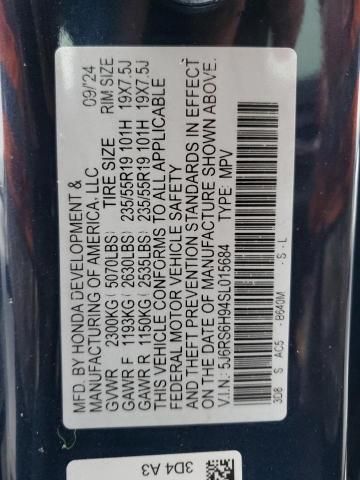 MFD. BY HONDA DEVELOPMENT & 09/24
MANUFACTURING OF AMERICA, LLC
TIRE SIZE RIM SIZE
GVWR 2300KG (5070LBS)
GAWR F 1193KG (2630LBS) 235/55R19 101H 19X7.5J
GAWR R 1150KG (2535LBS) 235/55R19 101H 19X7.5J
THIS VEHICLE CONFORMS TO ALL APPLICABLE
FEDERAL MOTOR VEHICLE SAFETY
AND THEFT PREVENTION STANDARDS IN EFFECT
ON THE DATE OF MANUFACTURE SHOWN ABOVE.
V.I.N.: 5J6RS6H94SL015684 TYPE: MPV
3D8 S AC5 -B640M -S-L
3D4 A3